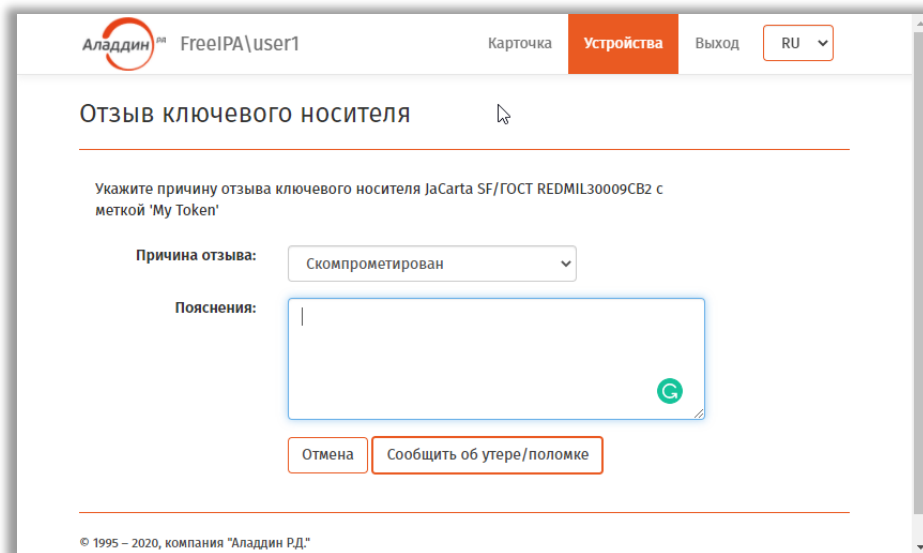 Аладдин РД FreeIPA\user1 Карточка Устройства Выход RU
Отзыв ключевого носителя
Укажите причину отзыва ключевого носителя JaCarta SF/ГОСТ REDMIL30009CB2 с
меткой 'My Token'
Причина отзыва: Скомпрометирован
Пояснения:
Отмена Сообщить об утере/поломке
© 1995 – 2020, компания "Аладдин Р.Д."